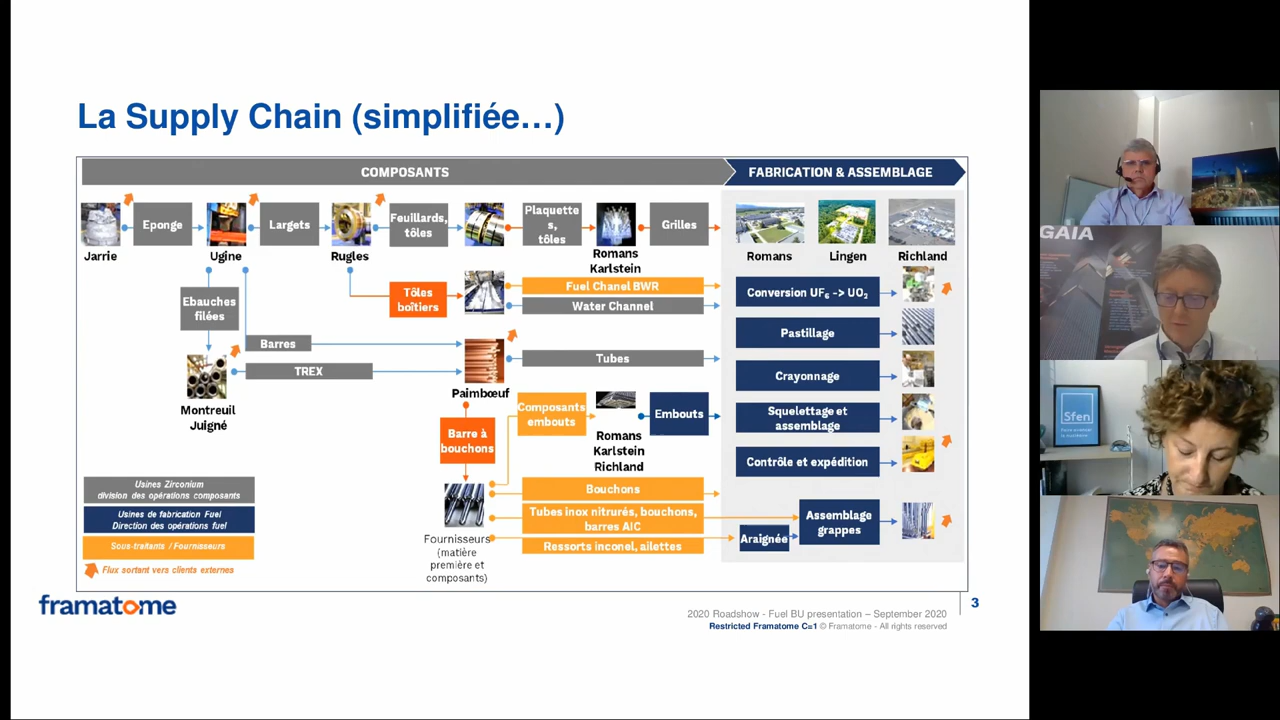 La Supply Chain (simplifiée…)
COMPOSANTS
FABRICATION & ASSEMBLAGE
Jarrie
Eponge
Ugine
Largets
Rugles
Feuillards,
tôles
Plaquette
s,
tôles
Romans
Karlstein
Grilles
Romans
Lingen
Richland
Ebauches
filées
Tôles
boîtiers
Fuel Chanel BWR
Water Channel
Conversion UF₆ -> UO₂
Barres
TREX
Tubes
Pastillage
Paimbœuf
Crayonnage
Montreuil
Juigné
Barre à
bouchons
Composants
embouts
Embouts
Romans
Karlstein
Richland
Squelettage et
assemblage
Contrôle et expédition
Bouchons
Tubes inox nitrurés, bouchons,
barres AIC
Ressorts inconel, ailettes
Araignée
Assemblage
grappes
Fournisseurs
(matière
première et
composants)
Usines Zirconium
division des opérations composants
Usines de fabrication Fuel
Direction des opérations fuel
Sous-traitants / Fournisseurs
Flux sortant vers clients externes
framatome
2020 Roadshow - Fuel BU presentation – September 2020
Restricted Framatome C=1 © Framatome - All rights reserved
3
GAIA
Sfen